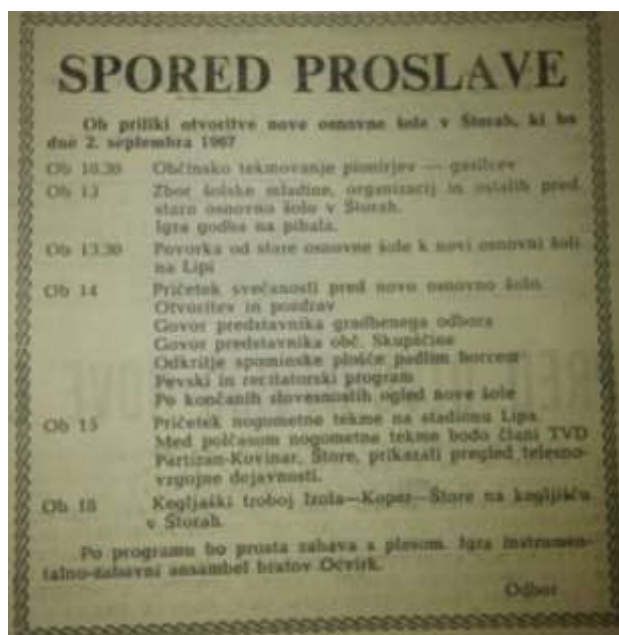 SPORED PROSLAVE
Ob priliki otvoritve nove osnovne šole v Štorah, ki bo
dne 2. septembra 1967
Ob 10.30 Občinsko tekmovanje pionirjev — gasilcev
Ob 13 Zbor šolske mladine, organizacij in ostalih pred
staro osnovno šolo v Štorah.
Igra godba na pihala.
Ob 13.30 Povorka od stare osnovne šole k novi osnovni šoli
na Lipi
Ob 14 Pričetek svečanosti pred novo osnovno šolo.
Otvoritev in pozdrav
Govor predstavnika gradbenega odbora
Govor predstavnika obč. Skupščine
Odkritje spominske plošče padlim borcem
Pevski in recitatorski program
Po končanih slovesnostih ogled nove šole
Ob 15 Pričetek nogometne tekme na stadionu Lipa.
Med polčasom nogometne tekme bodo člani TVD
Partizan-Kovinar, Štore, prikazali pregled telesno-
vzgojne dejavnosti.
Ob 18 Kegljaški troboj Izola—Koper—Štore na kegljišču
v Štorah.
Po programu bo prosta zabava s plesom. Igra instrumen-
talno-zabavni ansambel bratov Očvirk.
Odbor